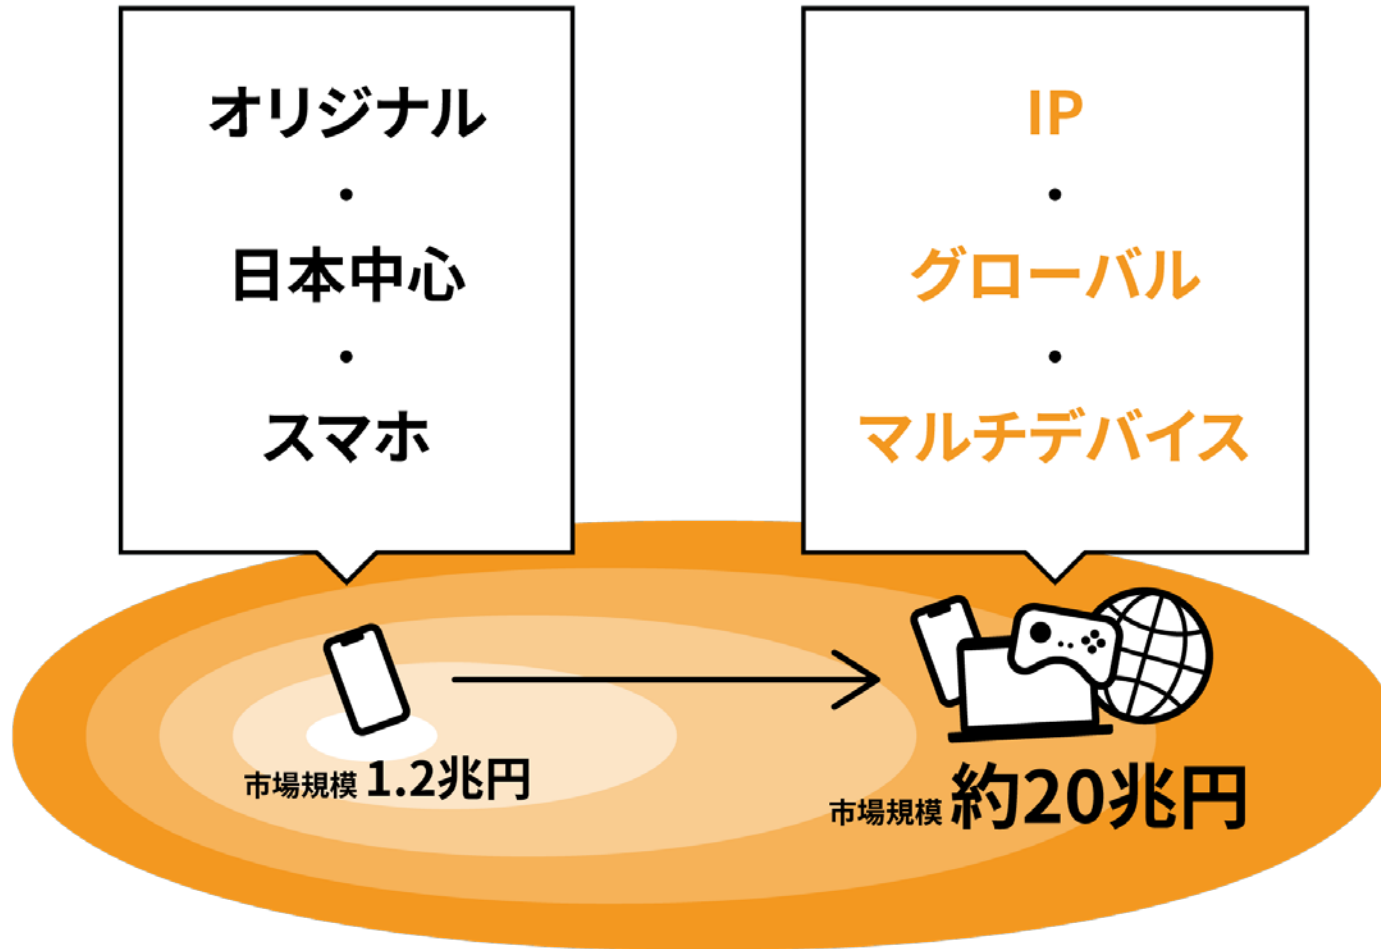 オリジナル
・
日本中心
・
スマホ
IP
・
グローバル
・
マルチデバイス
市場規模 1.2兆円
市場規模 約20兆円